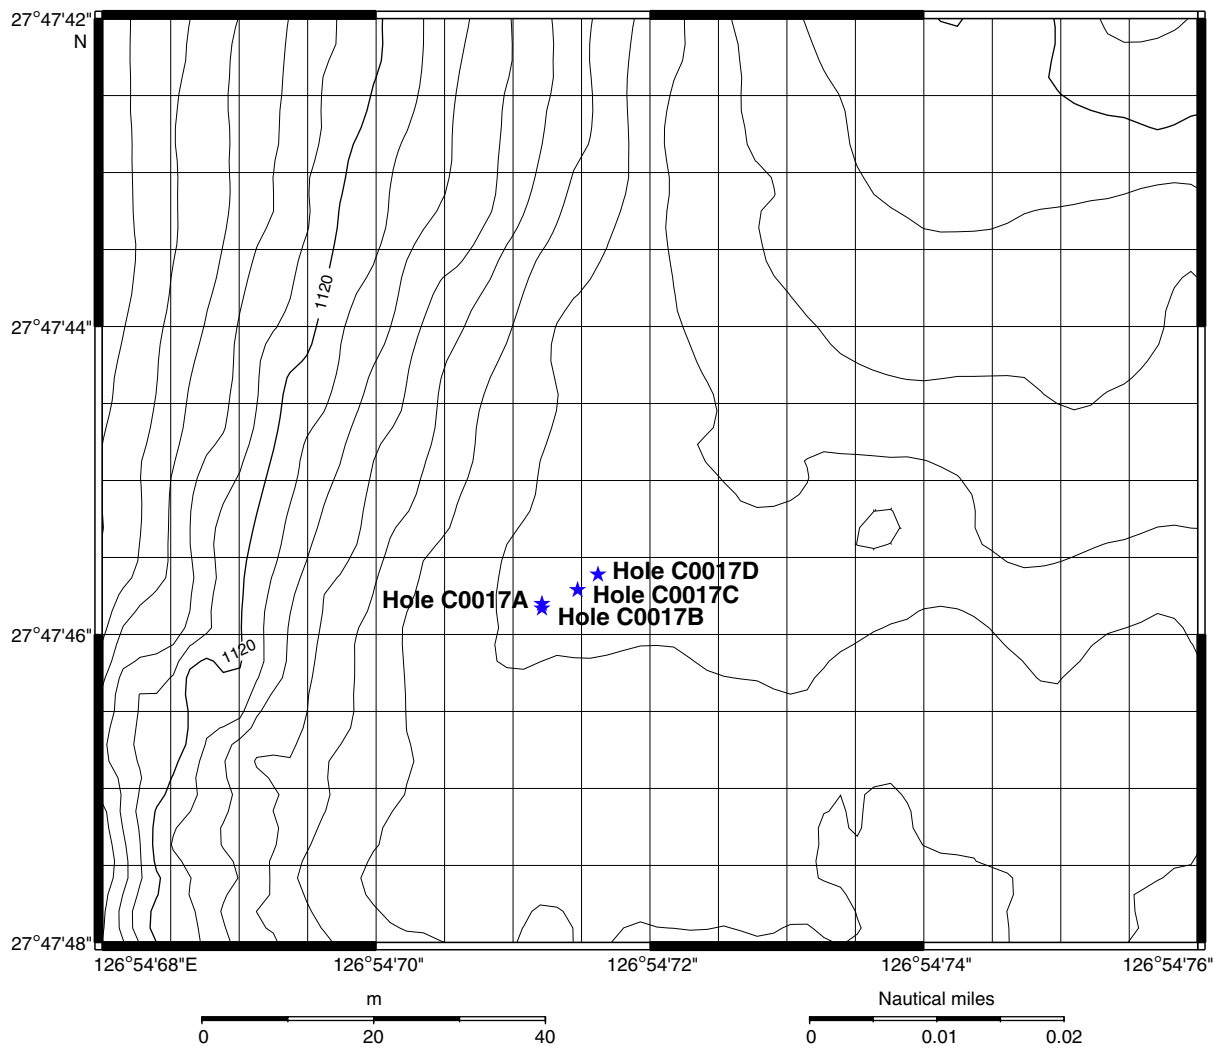 27°47'42"
N
1120
27°47'44"
Hole C0017D
Hole C0017C
Hole C0017A
Hole C0017B
27°47'46"
1120
27°47'48"
126°54'68"E 126°54'70" 126°54'72" 126°54'74" 126°54'76"
m Nautical miles
0 20 40 0 0.01 0.02